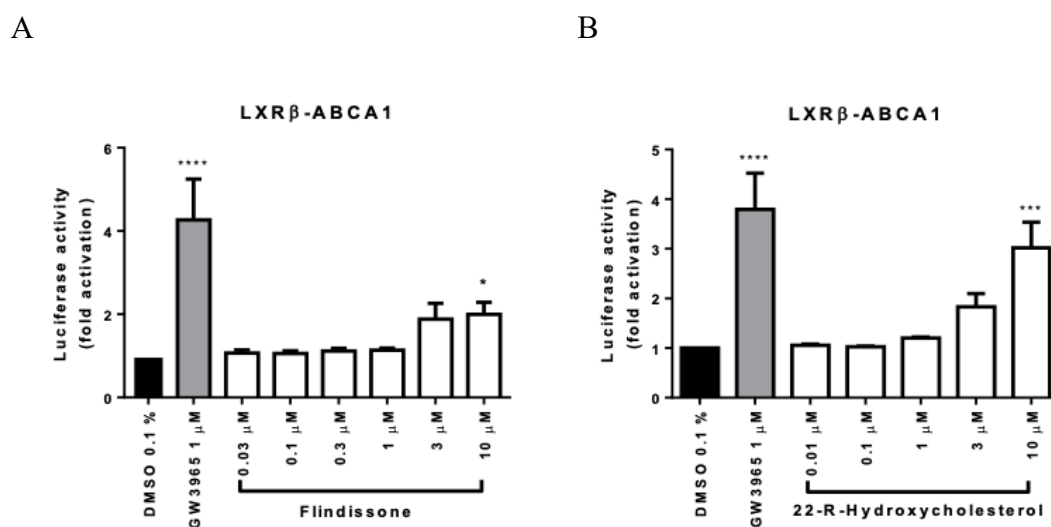 A
B
LXRβ-ABCA1
Luciferase activity
(fold activation)
6
4
2
0
****
*
DMSO 0.1 %
GW3965 1 μM
0.03 μM
0.1 μM
0.3 μM
1 μM
3 μM
10 μM
Flindissone
LXRβ-ABCA1
Luciferase activity
(fold activation)
5
4
3
2
1
0
****
***
DMSO 0.1 %
GW3965 1 μM
0.01 μM
0.1 μM
1 μM
3 μM
10 μM
22-R-Hydroxycholesterol